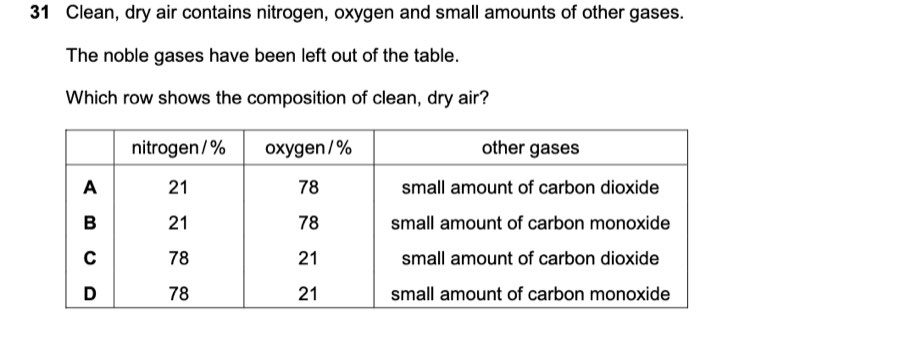 31 Clean, dry air contains nitrogen, oxygen and small amounts of other gases.
The noble gases have been left out of the table.
Which row shows the composition of clean, dry air?
nitrogen / % oxygen / % other gases
A 21 78 small amount of carbon dioxide
B 21 78 small amount of carbon monoxide
C 78 21 small amount of carbon dioxide
D 78 21 small amount of carbon monoxide